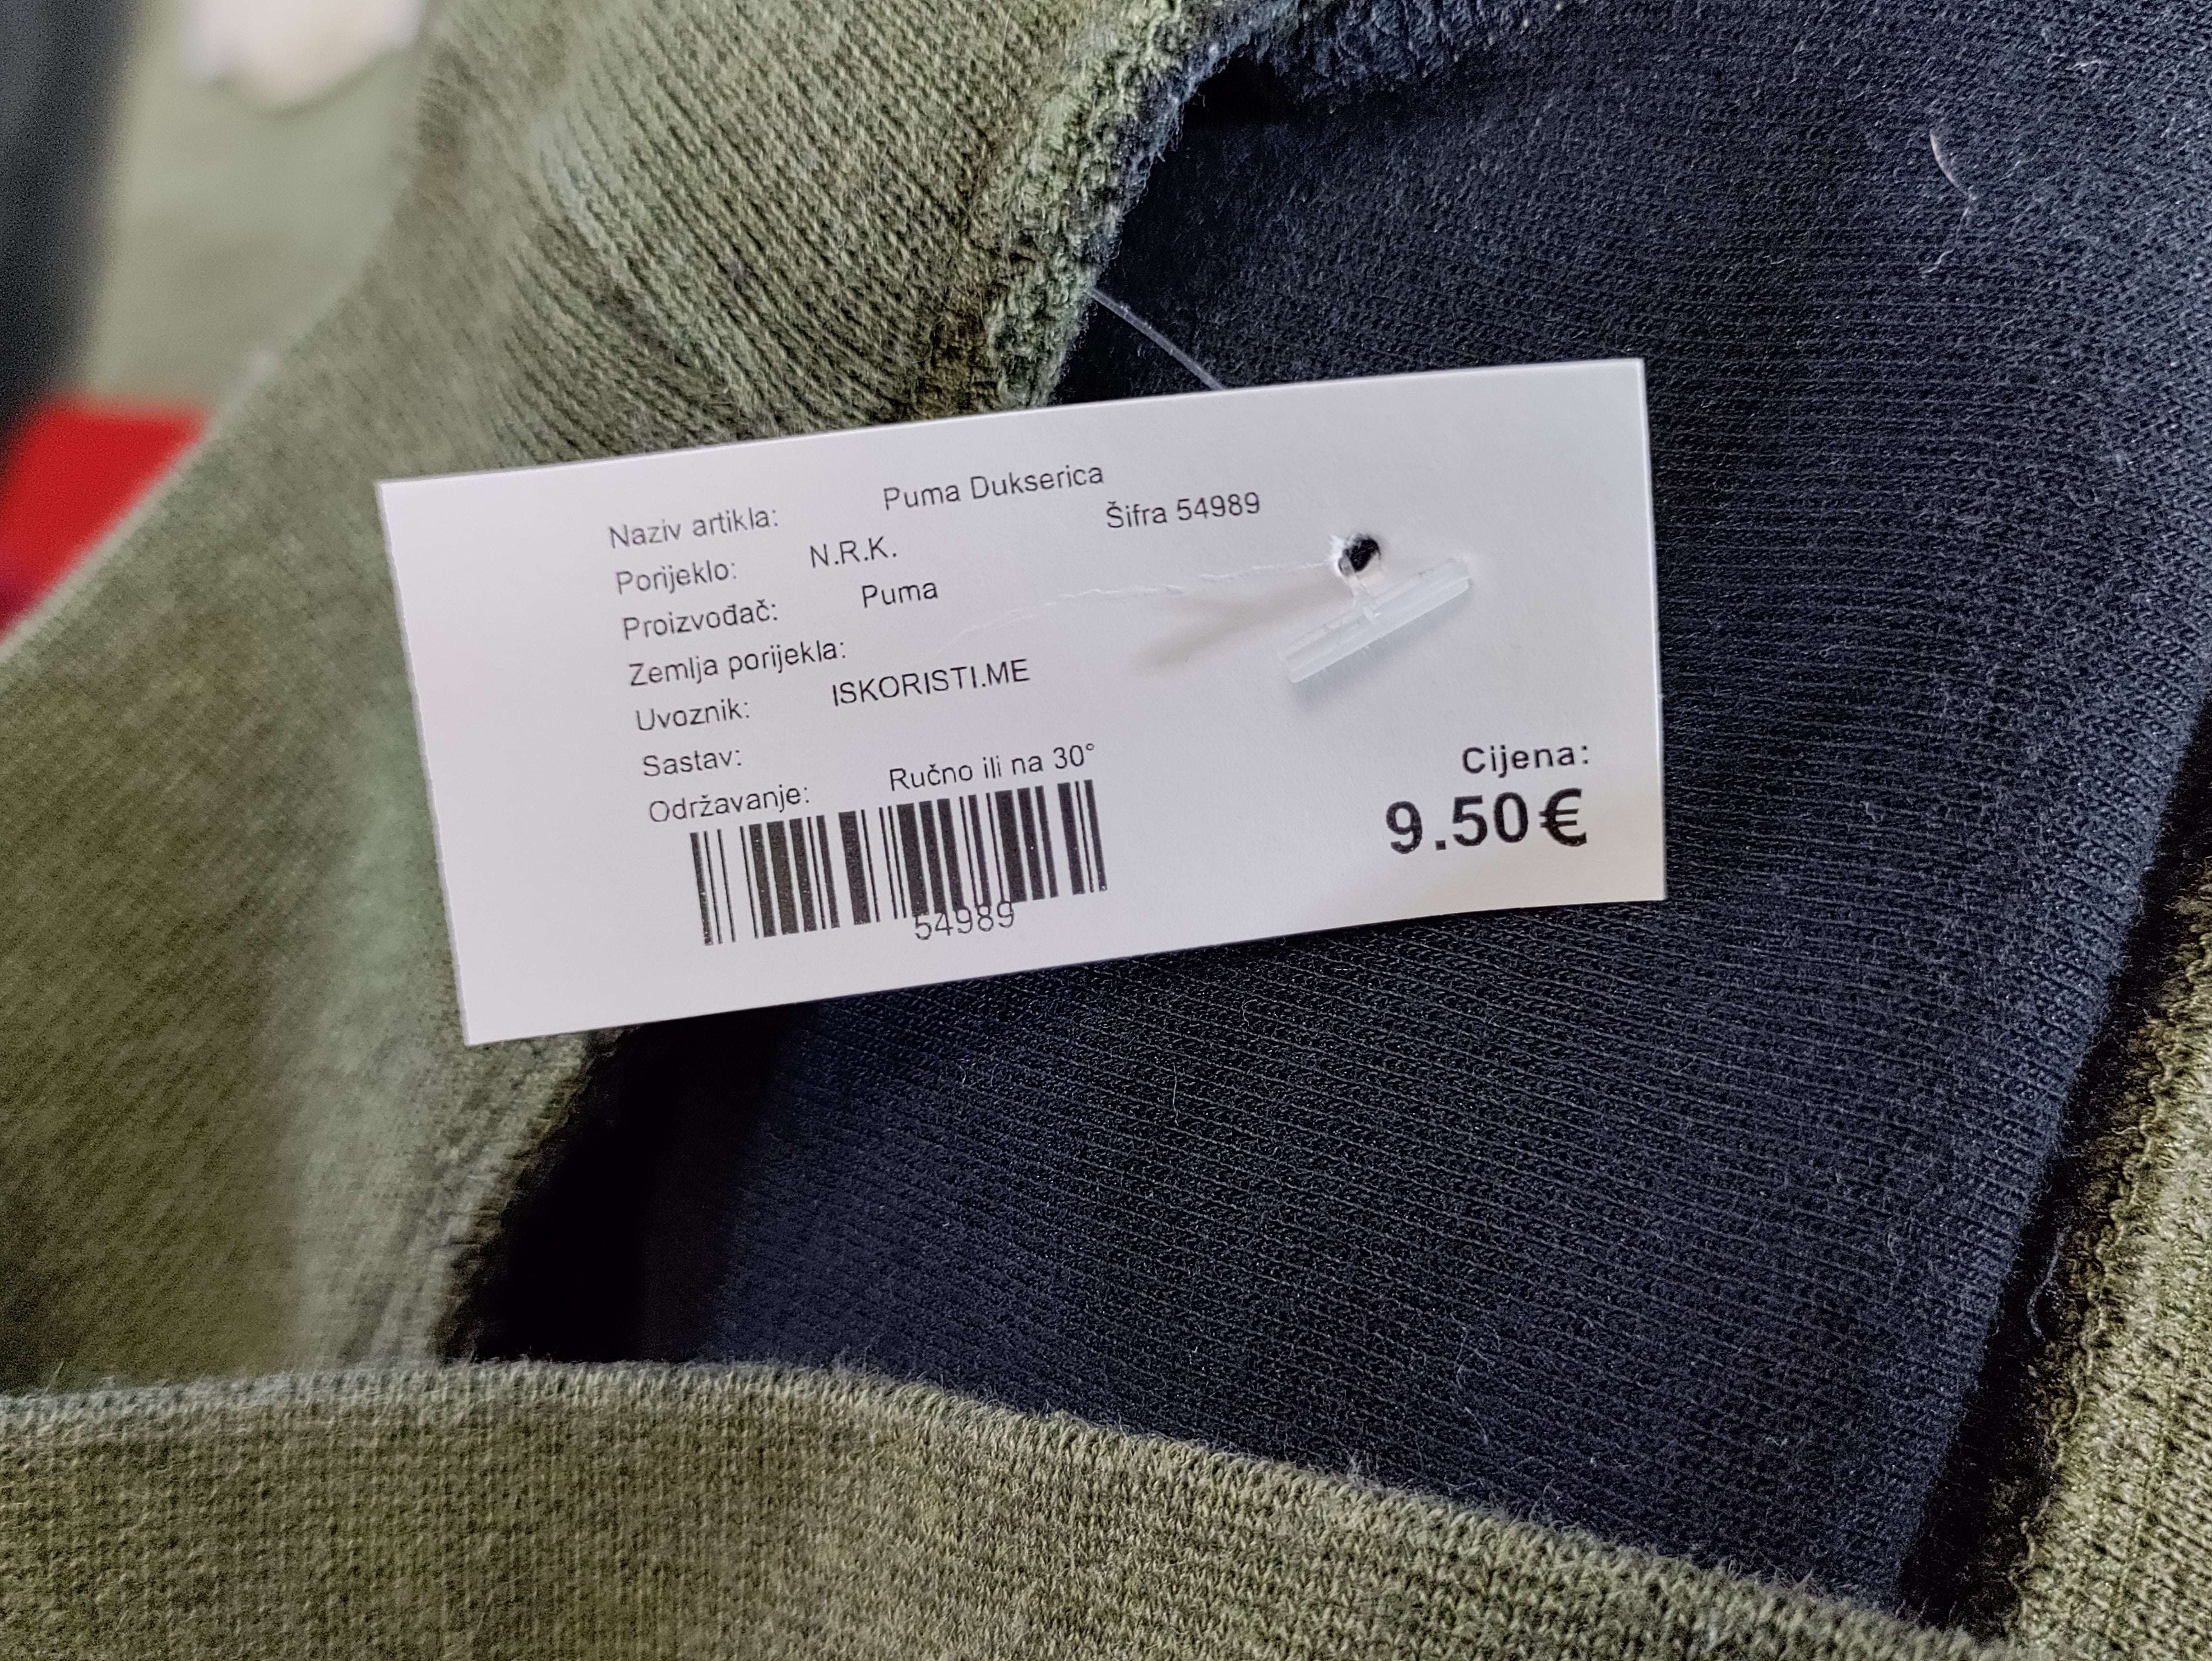 Naziv artikla: Puma Dukserica
Šifra 54989
Porijeklo: N.R.K.
Proizvođač: Puma
Zemlja porijekla:
Uvoznik: ISKORISTI.ME
Sastav:
Održavanje: Ručno ili na 30°
54989
Cijena:
9.50€